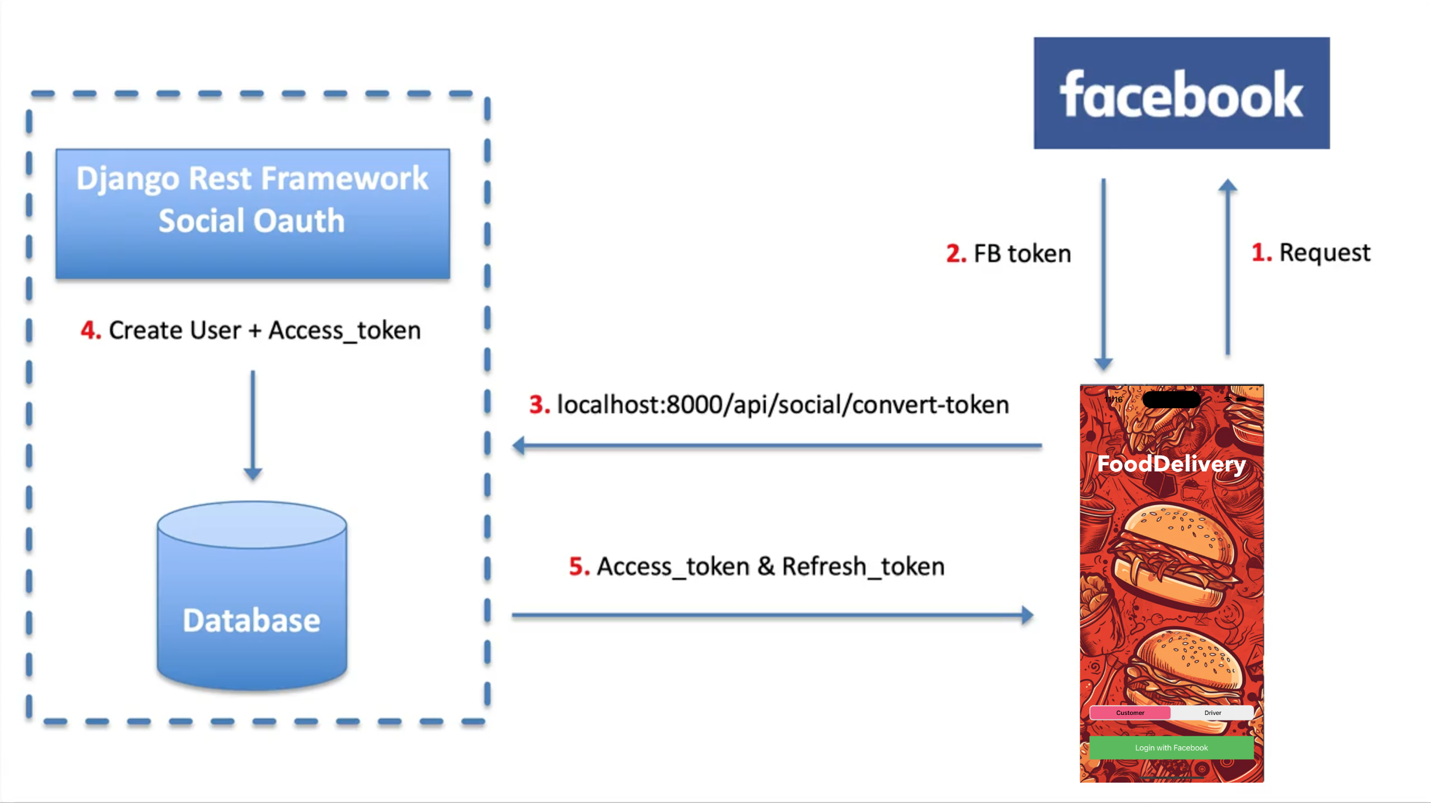 facebook
Django Rest Framework
Social Oauth
2. FB token
1. Request
4. Create User + Access_token
3. localhost:8000/api/social/convert-token
FoodDelivery
5. Access_token & Refresh_token
Database
Customer
Driver
Login with Facebook